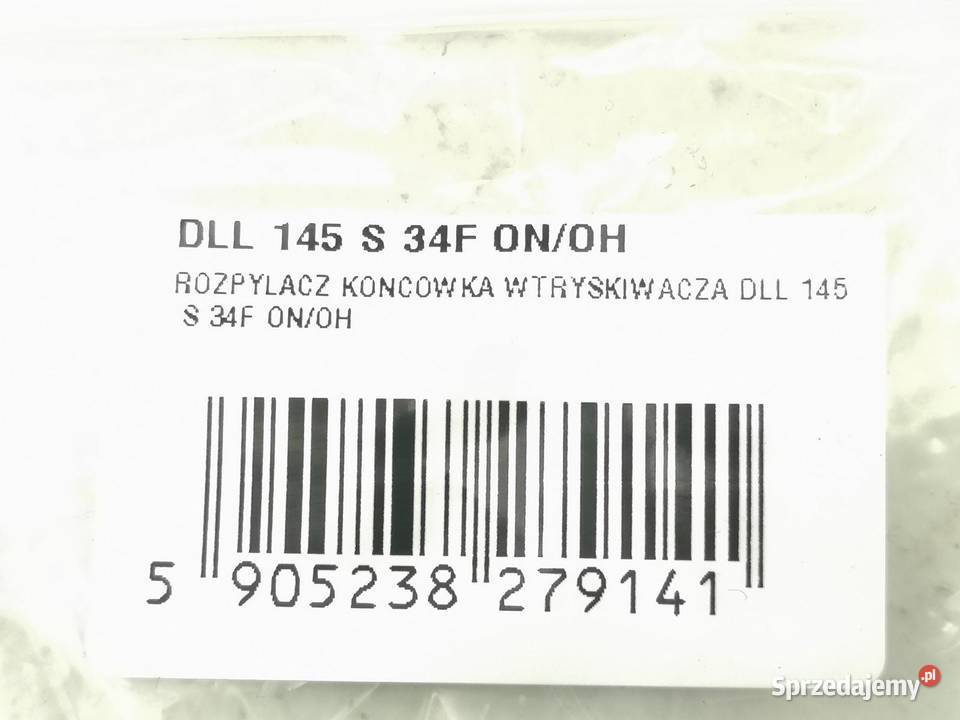 DLL 145 S 34F ON/OH
ROZPYLACZ KONCOWKA WTRYSKIWACZA DLL 145
S 34F ON/OH
5 905238 279141
Sprzedajemy.pl